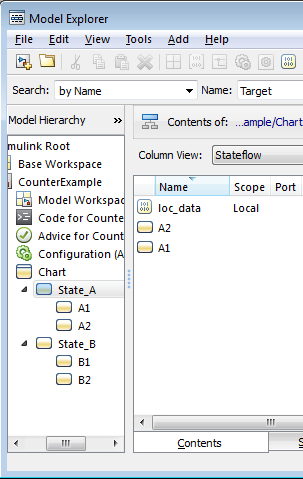 Model Explorer
File Edit View Tools Add Help
Search: by Name Name: Target
Model Hierarchy
Contents of: ...ample/Chart
Column View: Stateflow
mulink Root
Base Workspace
CounterExample
Model Workspac
Code for Counte
Advice for Count
Configuration (A
Chart
State_A
A1
A2
State_B
B1
B2
Name Scope Port
loc_data Local
A2
A1
Contents S